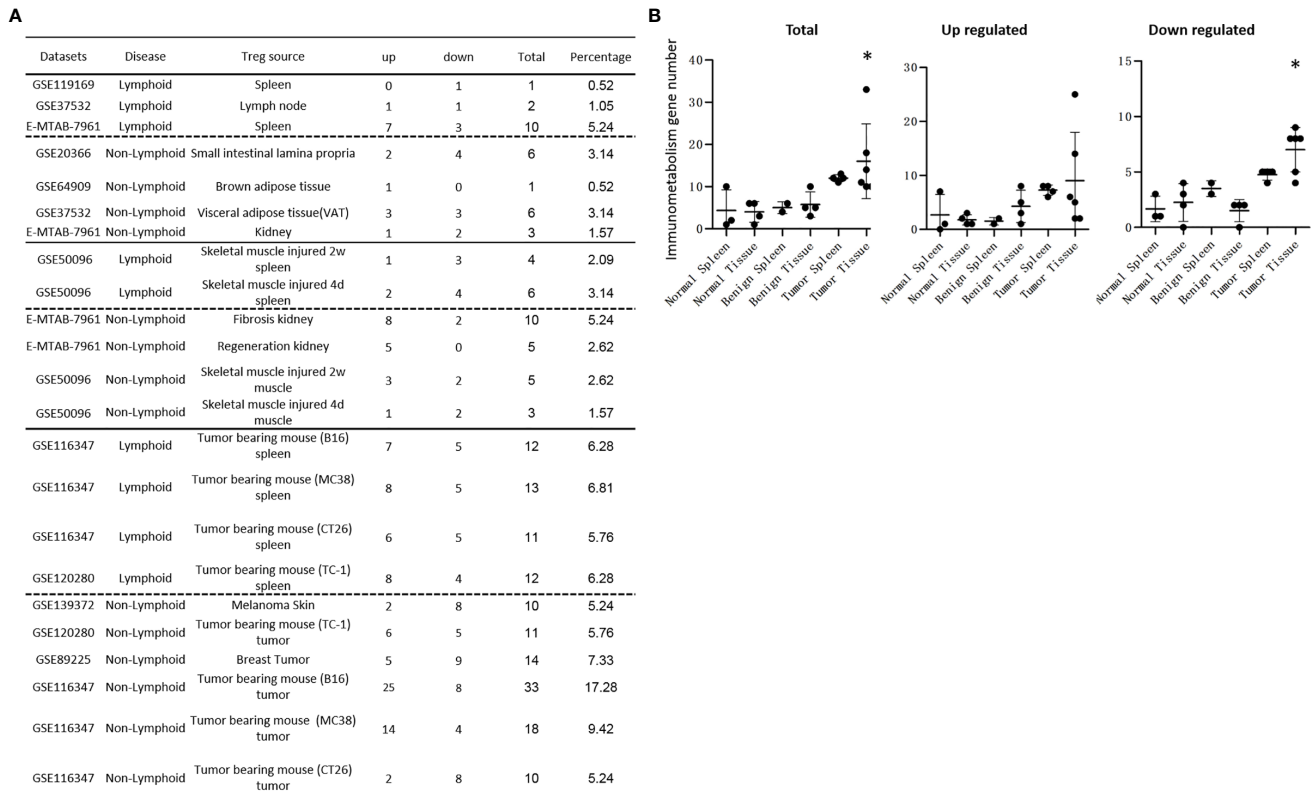 A
Datasets Disease Treg source up down Total Percentage
GSE119169 Lymphoid Spleen 0 1 1 0.52
GSE37532 Lymphoid Lymph node 1 1 2 1.05
E-MTAB-7961 Lymphoid Spleen 7 3 10 5.24
GSE20366 Non-Lymphoid Small intestinal lamina propria 2 4 6 3.14
GSE64909 Non-Lymphoid Brown adipose tissue 1 0 1 0.52
GSE37532 Non-Lymphoid Visceral adipose tissue(VAT) 3 3 6 3.14
E-MTAB-7961 Non-Lymphoid Kidney 1 2 3 1.57
GSE50096 Lymphoid Skeletal muscle injured 2w spleen 1 3 4 2.09
GSE50096 Lymphoid Skeletal muscle injured 4d spleen 2 4 6 3.14
E-MTAB-7961 Non-Lymphoid Fibrosis kidney 8 2 10 5.24
E-MTAB-7961 Non-Lymphoid Regeneration kidney 5 0 5 2.62
GSE50096 Non-Lymphoid Skeletal muscle injured 2w muscle 3 2 5 2.62
GSE50096 Non-Lymphoid Skeletal muscle injured 4d muscle 1 2 3 1.57
GSE116347 Lymphoid Tumor bearing mouse (B16) spleen 7 5 12 6.28
GSE116347 Lymphoid Tumor bearing mouse (MC38) spleen 8 5 13 6.81
GSE116347 Lymphoid Tumor bearing mouse (CT26) spleen 6 5 11 5.76
GSE120280 Lymphoid Tumor bearing mouse (TC-1) spleen 8 4 12 6.28
GSE139372 Non-Lymphoid Melanoma Skin 2 8 10 5.24
GSE120280 Non-Lymphoid Tumor bearing mouse (TC-1) tumor 6 5 11 5.76
GSE89225 Non-Lymphoid Breast Tumor 5 9 14 7.33
GSE116347 Non-Lymphoid Tumor bearing mouse (B16) tumor 25 8 33 17.28
GSE116347 Non-Lymphoid Tumor bearing mouse (MC38) tumor 14 4 18 9.42
GSE116347 Non-Lymphoid Tumor bearing mouse (CT26) tumor 2 8 10 5.24
B
Immunometabolism gene number
Total
*
40
30
20
10
0
Normal Spleen
Normal Tissue
Benign Spleen
Benign Tissue
Tumor Spleen
Tumor Tissue
Up regulated
30
20
10
0
Normal Spleen
Normal Tissue
Benign Spleen
Benign Tissue
Tumor Spleen
Tumor Tissue
Down regulated
*
15
10
5
0
Normal Spleen
Normal Tissue
Benign Spleen
Benign Tissue
Tumor Spleen
Tumor Tissue